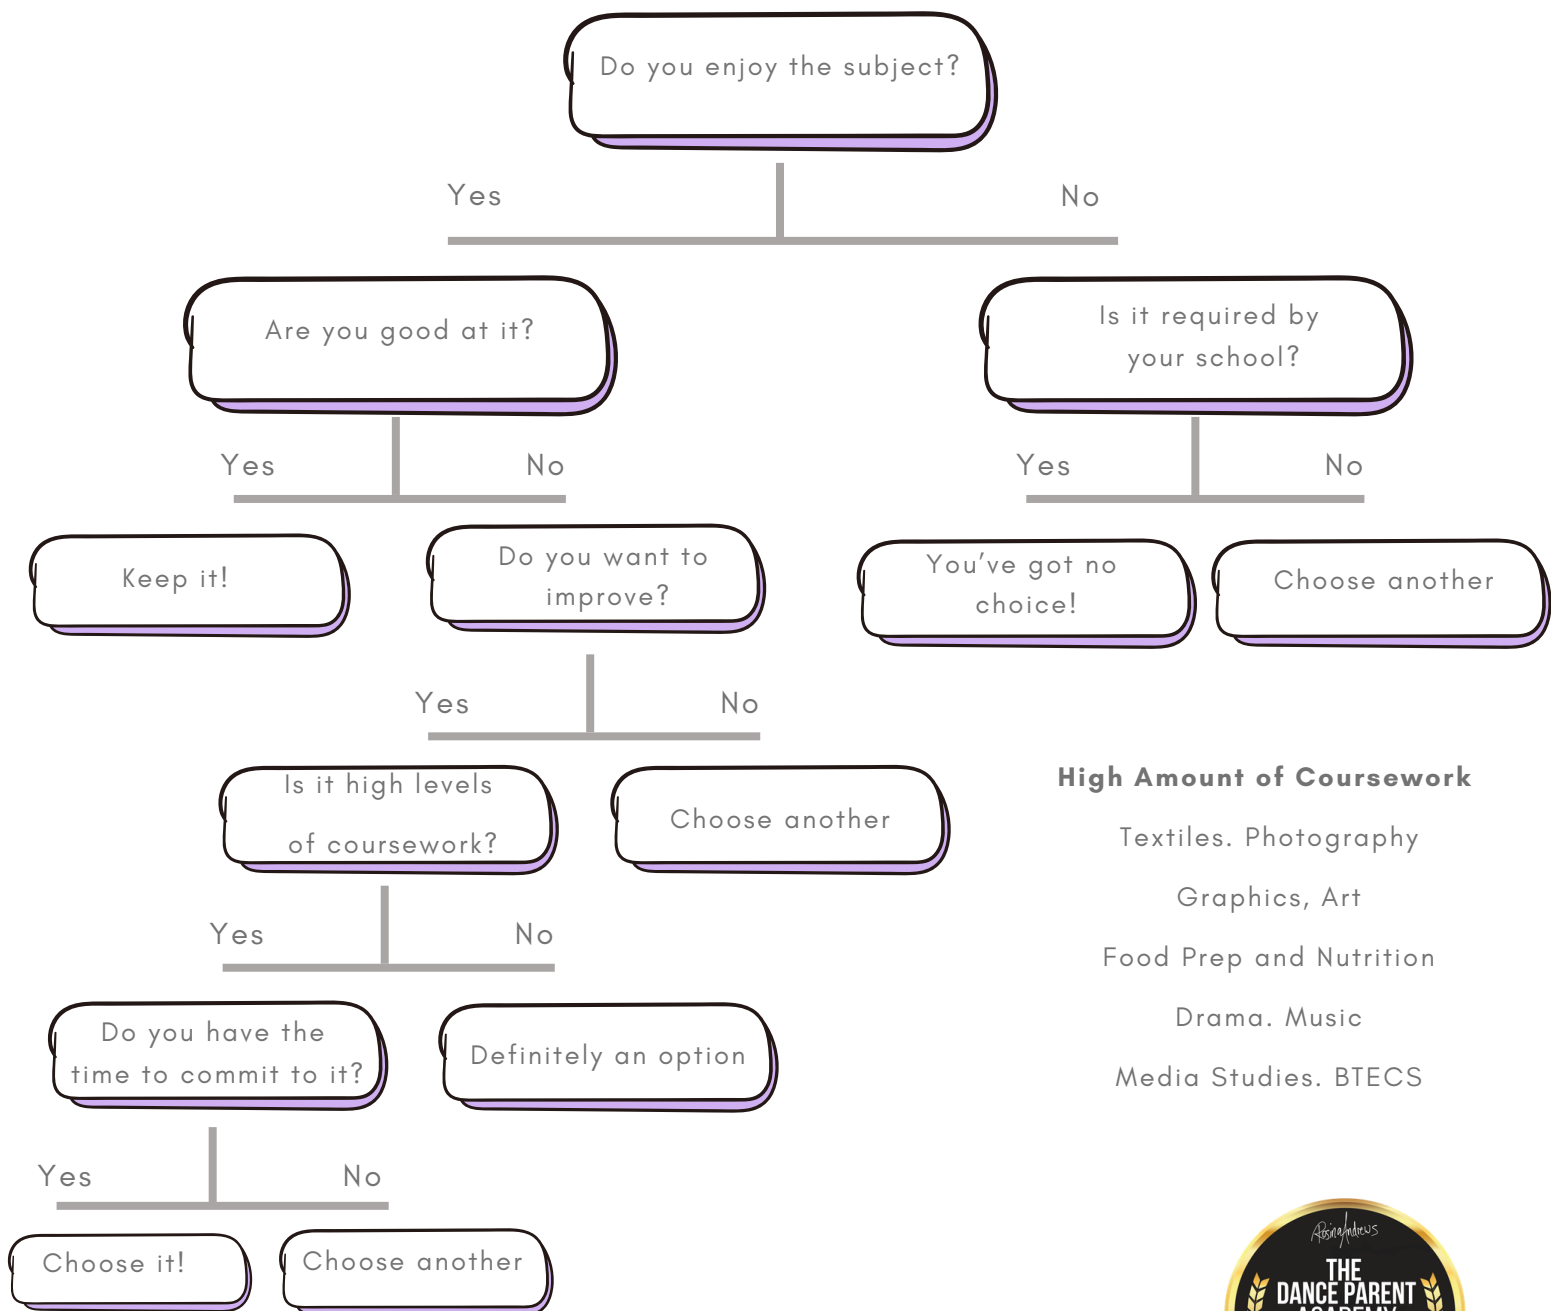 Do you enjoy the subject?
Yes
No
Are you good at it?
Is it required by
your school?
Yes
No
Yes
No
Keep it!
Do you want to
improve?
You've got no
choice!
Choose another
Yes
No
Is it high levels
of coursework?
Choose another
High Amount of Coursework
Textiles. Photography
Graphics, Art
Food Prep and Nutrition
Drama. Music
Media Studies. BTECS
Yes
No
Do you have the
time to commit to it?
Definitely an option
Yes
No
Choose it!
Choose another
Rosina Andrews
THE
DANCE PARENT
ACADEMY